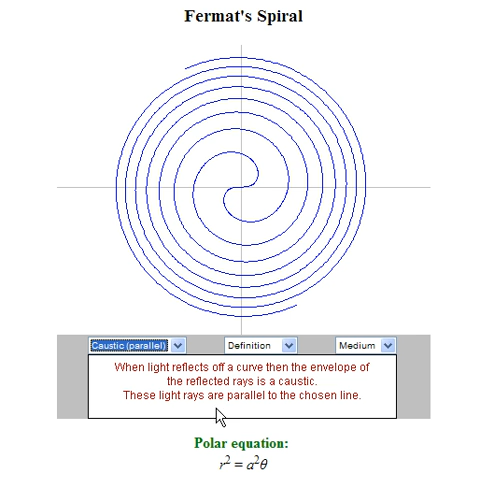 Fermat's Spiral
Caustic (parallel) Definition Medium
When light reflects off a curve then the envelope of
the reflected rays is a caustic.
These light rays are parallel to the chosen line.
Polar equation:
r² = a²θ